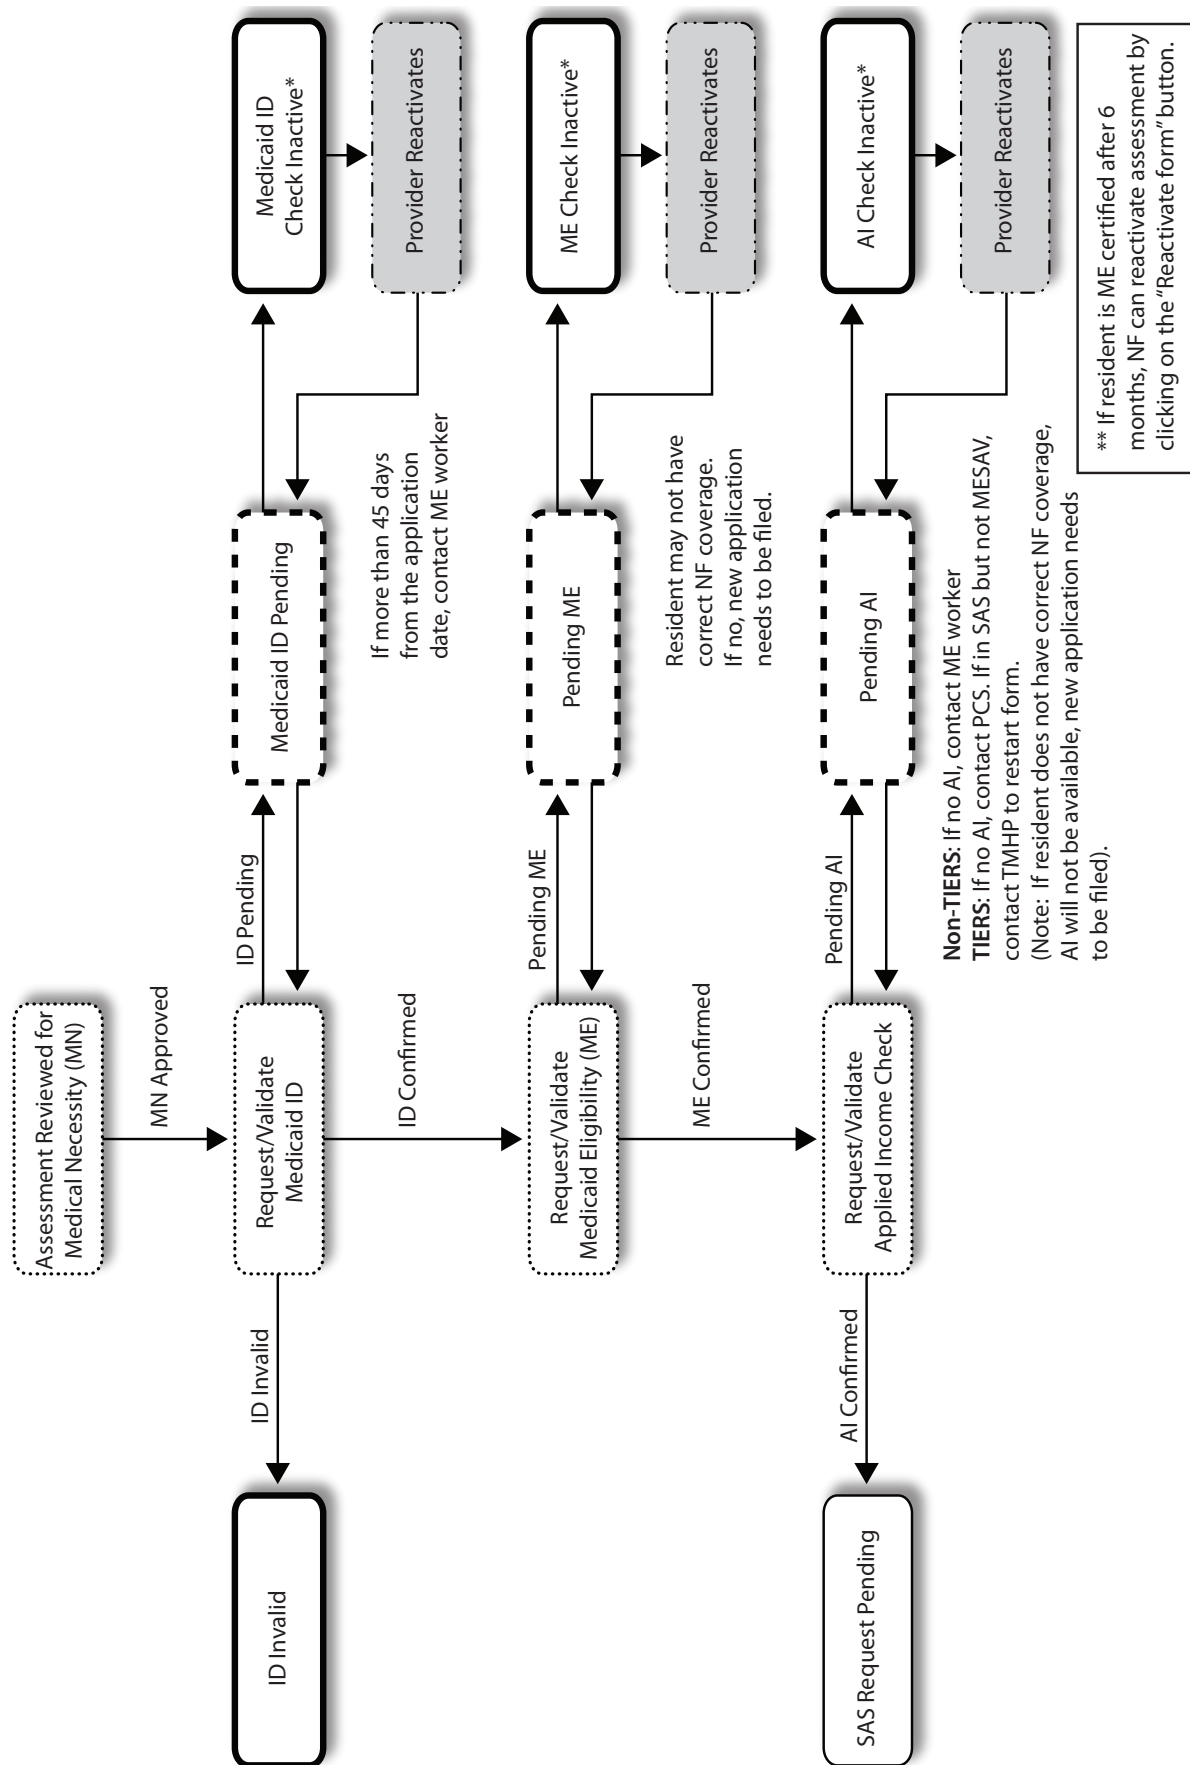 Assessment Reviewed for
Medical Necessity (MN)
MN Approved
ID Invalid
ID Invalid
Request/Validate
Medicaid ID
ID Pending
Medicaid ID Pending
Medicaid ID
Check Inactive*
Provider Reactivates
If more than 45 days
from the application
date, contact ME worker
ID Confirmed
Request/Validate
Medicaid Eligibility (ME)
Pending ME
Pending ME
ME Check Inactive*
Provider Reactivates
Resident may not have
correct NF coverage.
If no, new application
needs to be filed.
ME Confirmed
SAS Request Pending
AI Confirmed
Request/Validate
Applied Income Check
Pending AI
Pending AI
AI Check Inactive*
Provider Reactivates
Non-TIERS: If no AI, contact ME worker
TIERS: If no AI, contact PCS. If in SAS but not MESAV,
contact TMHP to restart form.
(Note: If resident does not have correct NF coverage,
AI will not be available, new application needs
to be filed).
** If resident is ME certified after 6
months, NF can reactivate assessment by
clicking on the "Reactivate form" button.